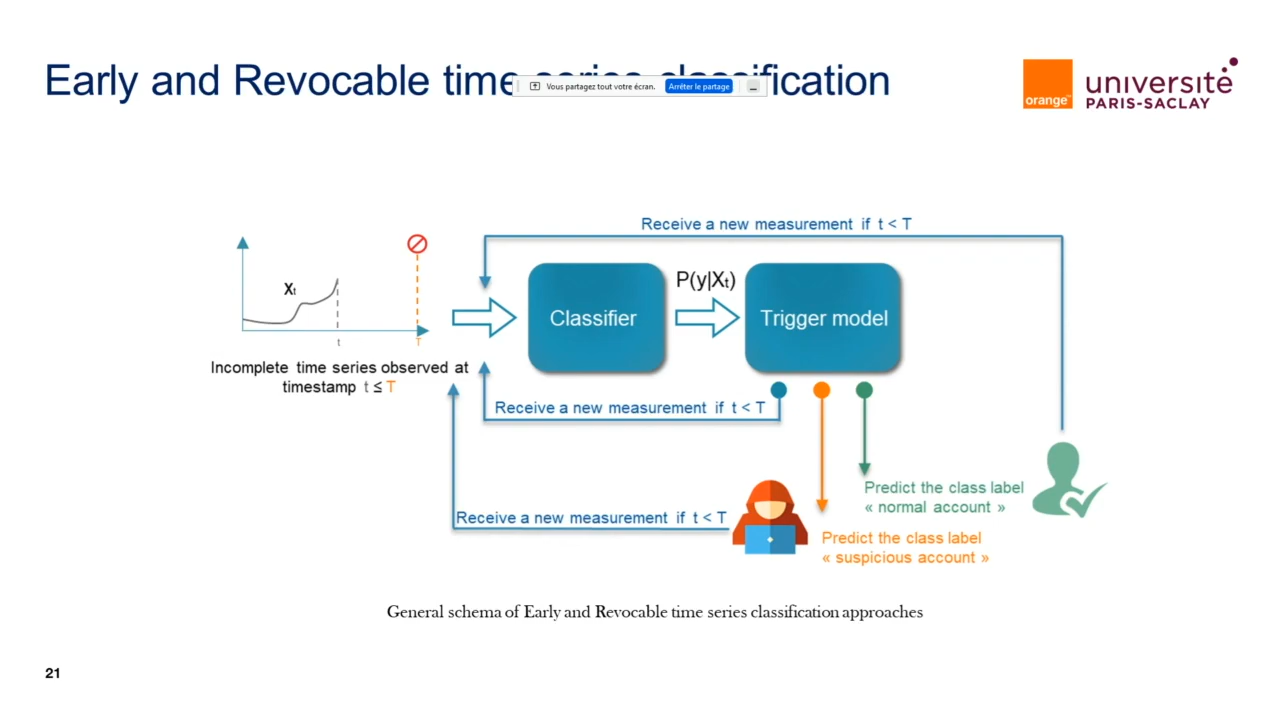 Early and Revocable time series classification
Vous partagez tout votre écran. Arrêter le partage
orange™
université
PARIS-SACLAY
Receive a new measurement if t < T
Xt
P(y|Xt)
Classifier
Trigger model
t
T
Incomplete time series observed at
timestamp t ≤ T
Receive a new measurement if t < T
Predict the class label
« normal account »
Receive a new measurement if t < T
Predict the class label
« suspicious account »
General schema of Early and Revocable time series classification approaches
21